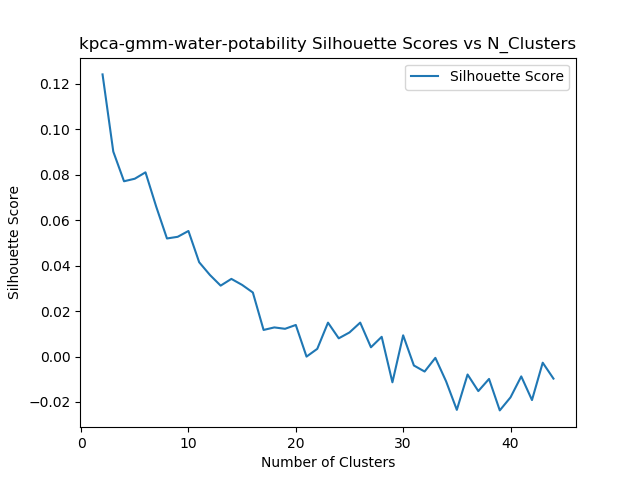 kpca-gmm-water-potability Silhouette Scores vs N_Clusters
Silhouette Score
0.12
0.10
0.08
0.06
0.04
0.02
0.00
−0.02
Silhouette Score
0 10 20 30 40
Number of Clusters